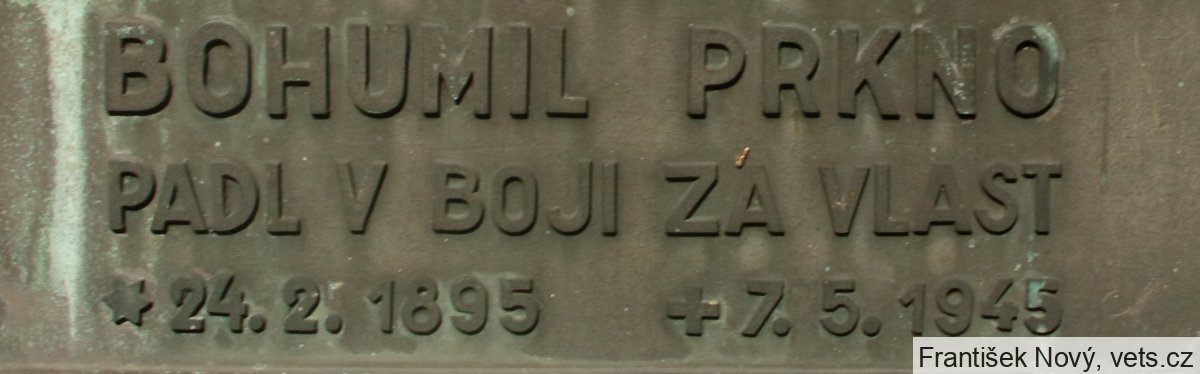 BOHUMIL PRKNO
PADL V BOJI ZA VLAST
* 24. 2. 1895 + 7. 5. 1945
František Nový, vets.cz